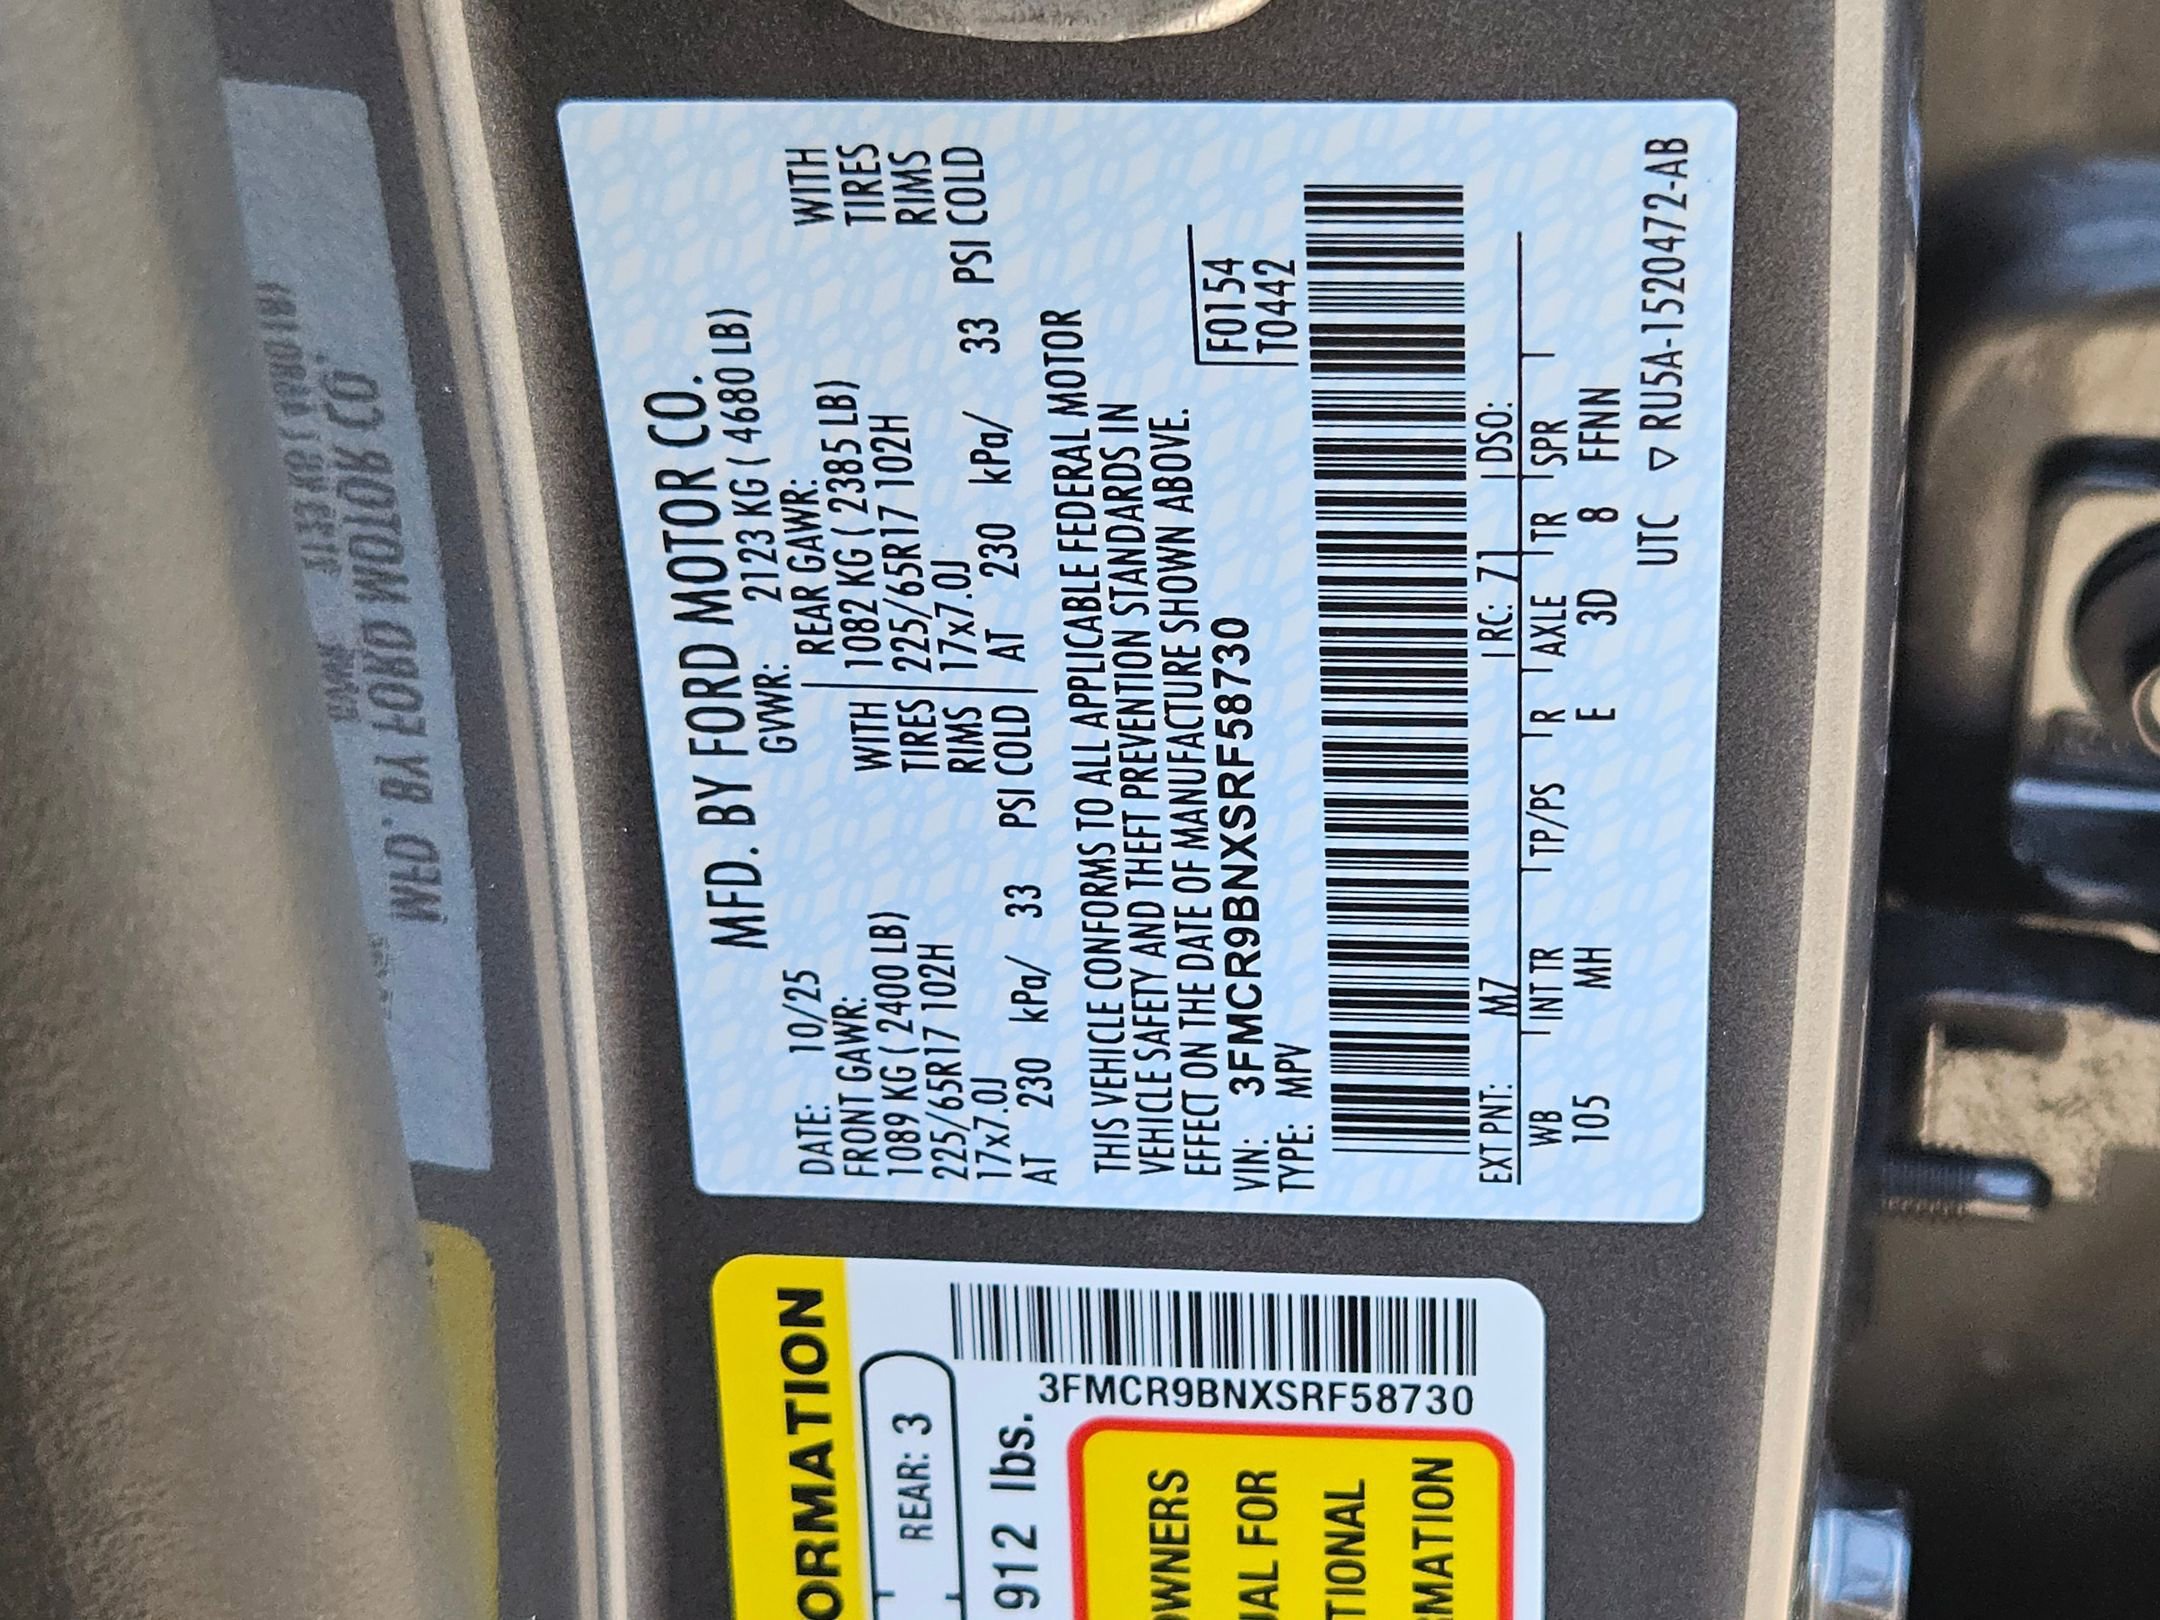 MFD. BY FORD MOTOR CO.
DATE: 10/25 GVWR: 2123 KG ( 4680 LB)
FRONT GAWR: REAR GAWR:
1089 KG ( 2400 LB) WITH 1082 KG ( 2385 LB) WITH
225/65R17 102H TIRES 225/65R17 102H TIRES
17x7.0J RIMS 17x7.0J RIMS
AT 230 kPa/ 33 PSI COLD AT 230 kPa/ 33 PSI COLD
THIS VEHICLE CONFORMS TO ALL APPLICABLE FEDERAL MOTOR
VEHICLE SAFETY AND THEFT PREVENTION STANDARDS IN
EFFECT ON THE DATE OF MANUFACTURE SHOWN ABOVE.
VIN: 3FMCR9BNXSRF58730 F0154
TYPE: MPV T0442
EXT PNT: M7 RC: 71 DSO:
WB INT TR TP/PS R AXLE TR SPR
105 MH E 3D 8 FFNN
UTC ▽ RU5A-1520472-AB
ORMATION
REAR: 3
912 lbs.
3FMCR9BNXSRF58730
OWNERS
UAL FOR
TIONAL
RMATION
MFD. BY FORD MOTOR CO.